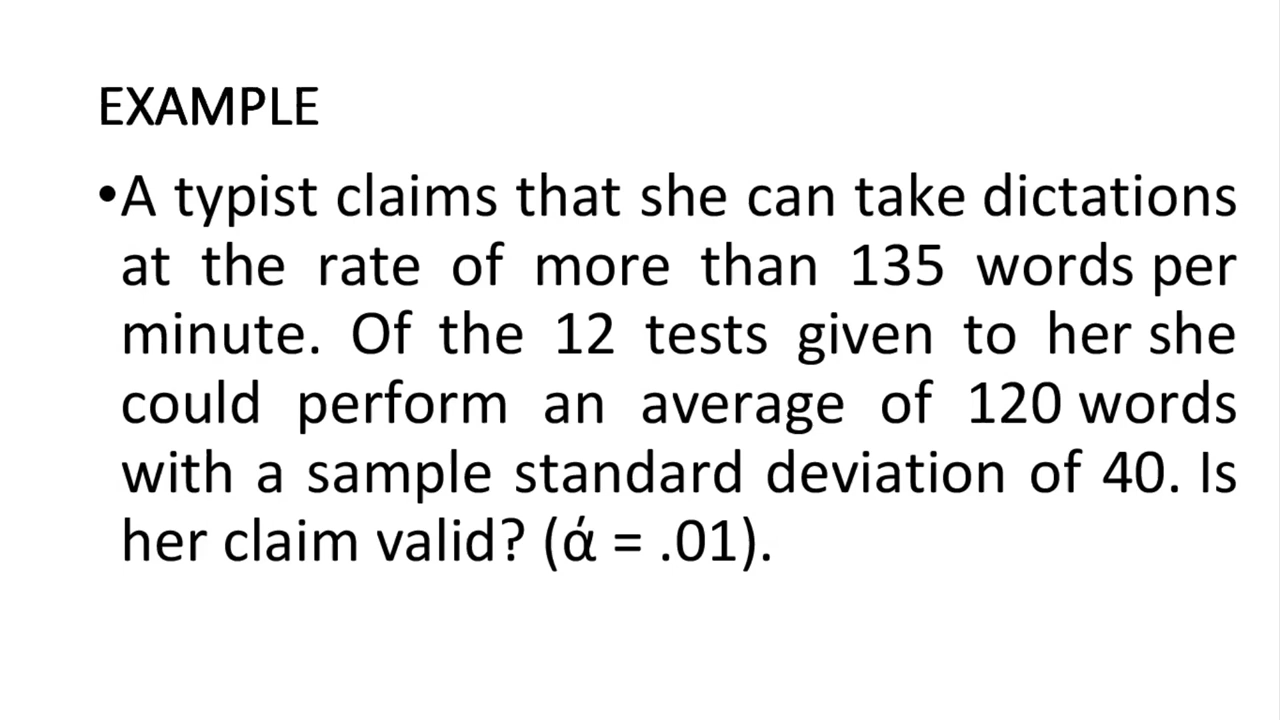 EXAMPLE
•A typist claims that she can take dictations
at the rate of more than 135 words per
minute. Of the 12 tests given to her she
could perform an average of 120 words
with a sample standard deviation of 40. Is
her claim valid? (ά = .01).